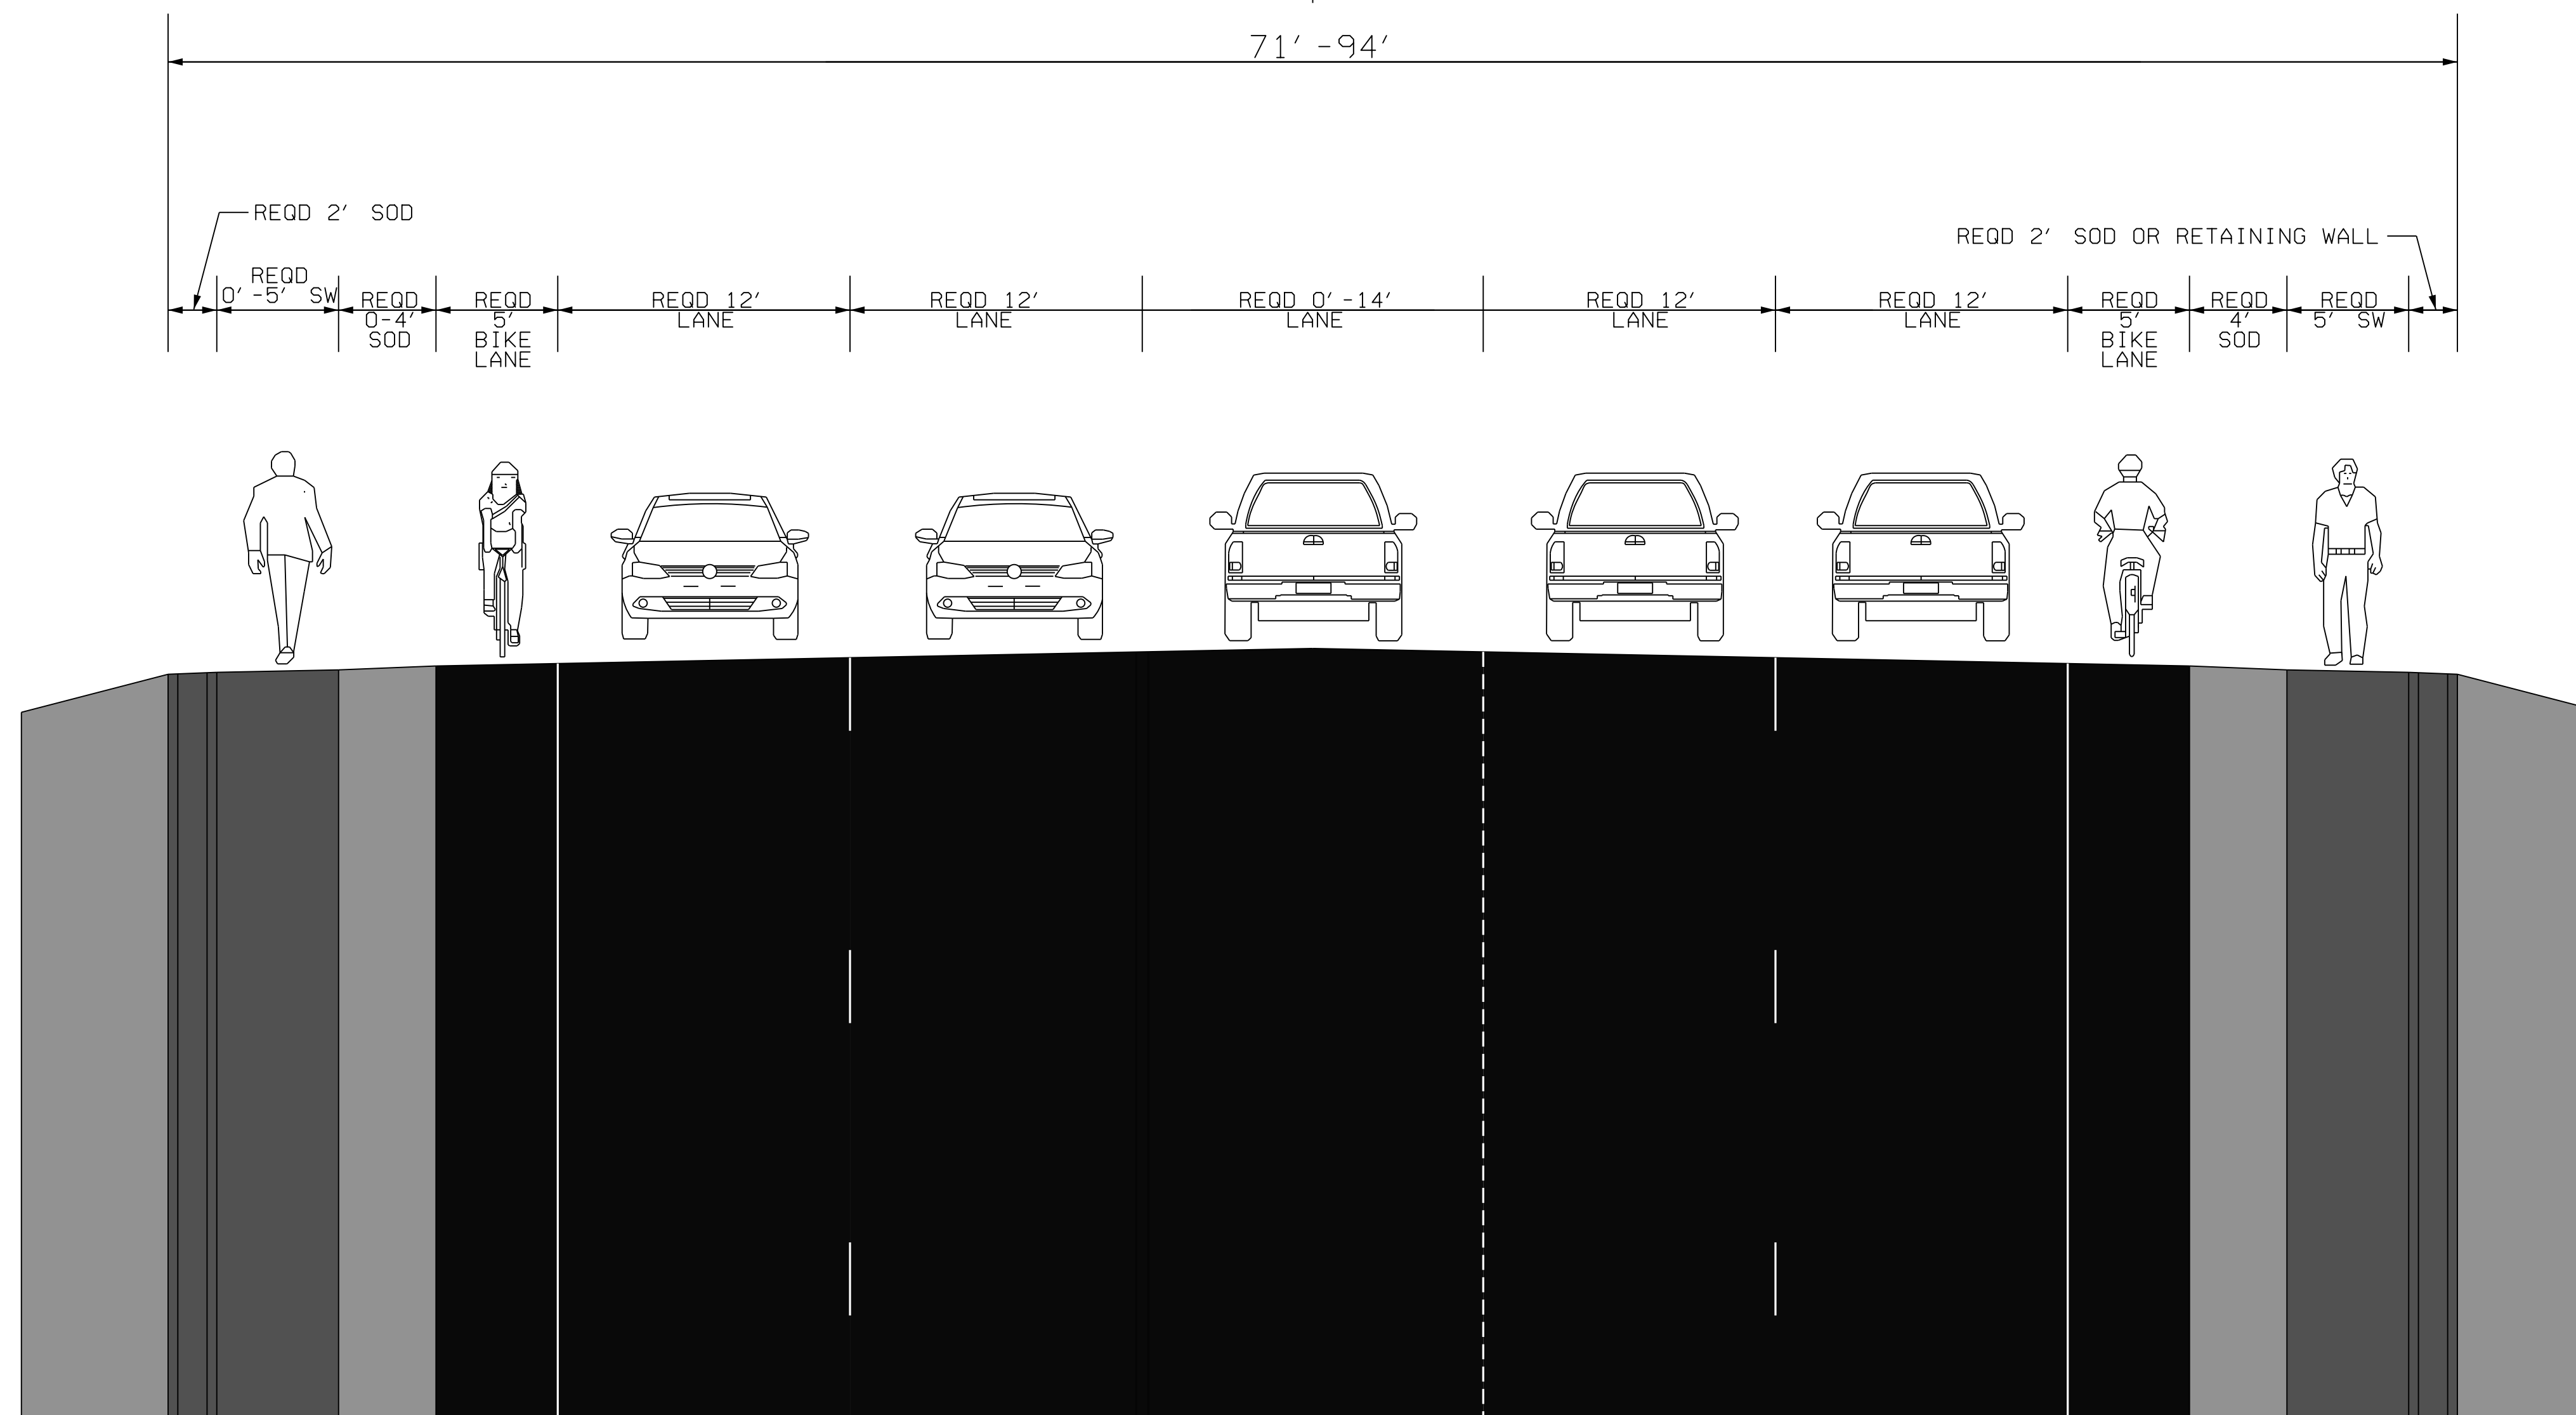 71'-94'
REQD 2' SOD
REQD 2' SOD OR RETAINING WALL
REQD
0'-5' SW
REQD
0-4'
SOD
REQD
5'
BIKE
LANE
REQD 12'
LANE
REQD 12'
LANE
REQD 0'-14'
LANE
REQD 12'
LANE
REQD 12'
LANE
REQD
5'
BIKE
LANE
REQD
4'
SOD
REQD
5' SW